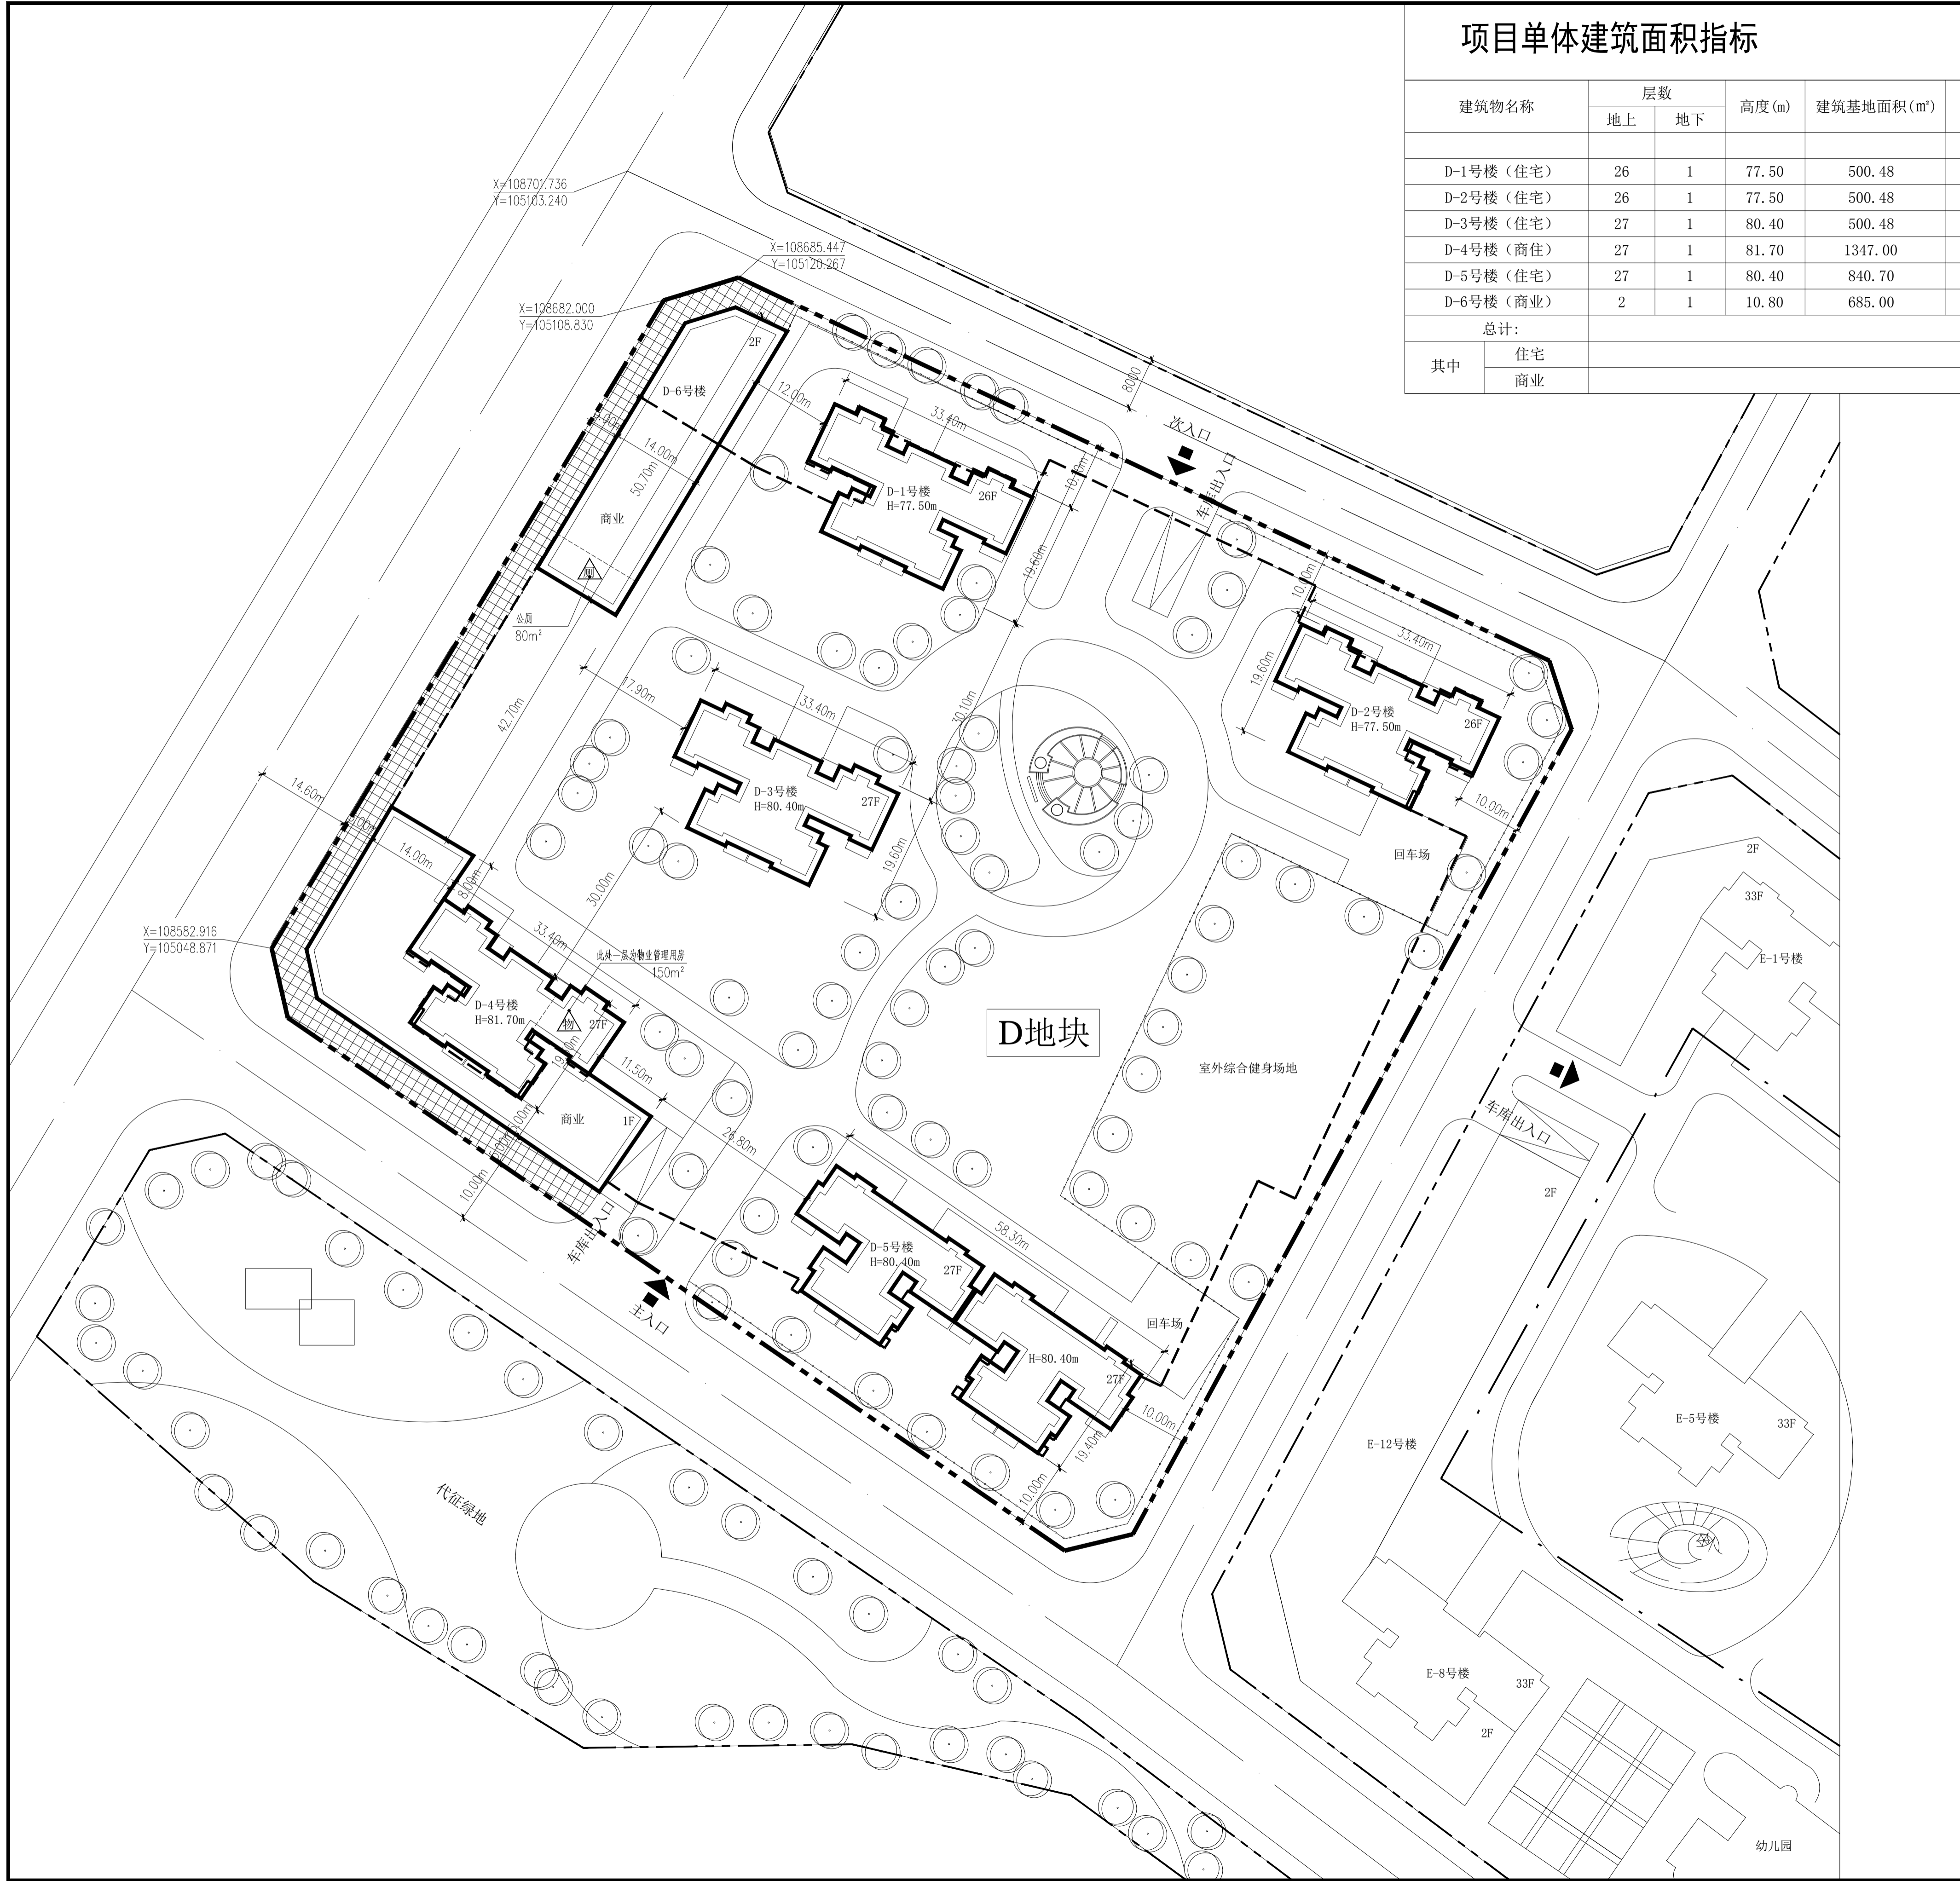 项目单体建筑面积指标
建筑物名称 层数 高度(m) 建筑基地面积(㎡)
地上 地下
D-1号楼（住宅） 26 1 77.50 500.48
D-2号楼（住宅） 26 1 77.50 500.48
D-3号楼（住宅） 27 1 80.40 500.48
D-4号楼（商住） 27 1 81.70 1347.00
D-5号楼（住宅） 27 1 80.40 840.70
D-6号楼（商业） 2 1 10.80 685.00
总计:
其中 住宅
商业
X=108701.736
Y=105103.240
X=108685.447
Y=105120.267
X=108682.000
Y=105108.830
2F
D-6号楼
12.00m
33.40m
8000
次入口
车库出入口
14.00m
50.70m
商业
厕
公厕
80m²
D-1号楼
H=77.50m
26F
19.60m
10.00m
33.40m
19.60m
D-2号楼
H=77.50m
26F
10.00m
回车场
42.70m
17.90m
33.40m
30.10m
D-3号楼
H=80.40m
27F
19.60m
30.00m
14.60m
14.00m
8.00m
33.40m
X=108582.916
Y=105048.871
此处一层为物业管理用房
150m²
D-4号楼
H=81.70m
物
27F
11.50m
商业
1F
10.00m
26.80m
车库出入口
主入口
D地块
室外综合健身场地
58.30m
D-5号楼
H=80.40m
27F
回车场
H=80.40m
27F
10.00m
19.40m
10.00m
代征绿地
2F
33F
E-1号楼
车库出入口
2F
E-5号楼
33F
E-12号楼
E-8号楼
33F
2F
幼儿园